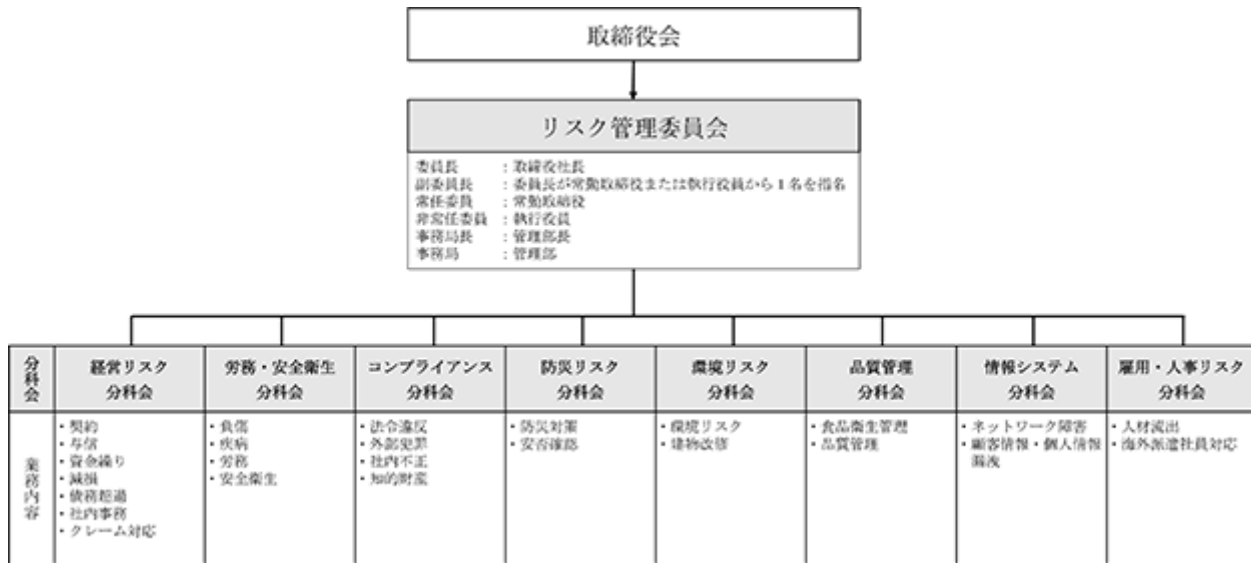 取締役会
リスク管理委員会
委員長　：取締役社長
副委員長　：委員長が常勤取締役または執行役員から1名を指名
常任委員　：常勤取締役
非常任委員　：執行役員
事務局長　：管理部長
事務局　：管理部
分科会
経営リスク
分科会
労務・安全衛生
分科会
コンプライアンス
分科会
防災リスク
分科会
環境リスク
分科会
品質管理
分科会
情報システム
分科会
雇用・人事リスク
分科会
業務内容
・契約
・与信
・資金繰り
・減損
・債務超過
・社内事務
・クレーム対応
・負傷
・疾病
・労務
・安全衛生
・法令違反
・外部犯罪
・社内不正
・知的財産
・防災対策
・安否確認
・環境リスク
・建物改修
・食品衛生管理
・品質管理
・ネットワーク障害
・顧客情報・個人情報
漏洩
・人材流出
・海外派遣社員対応